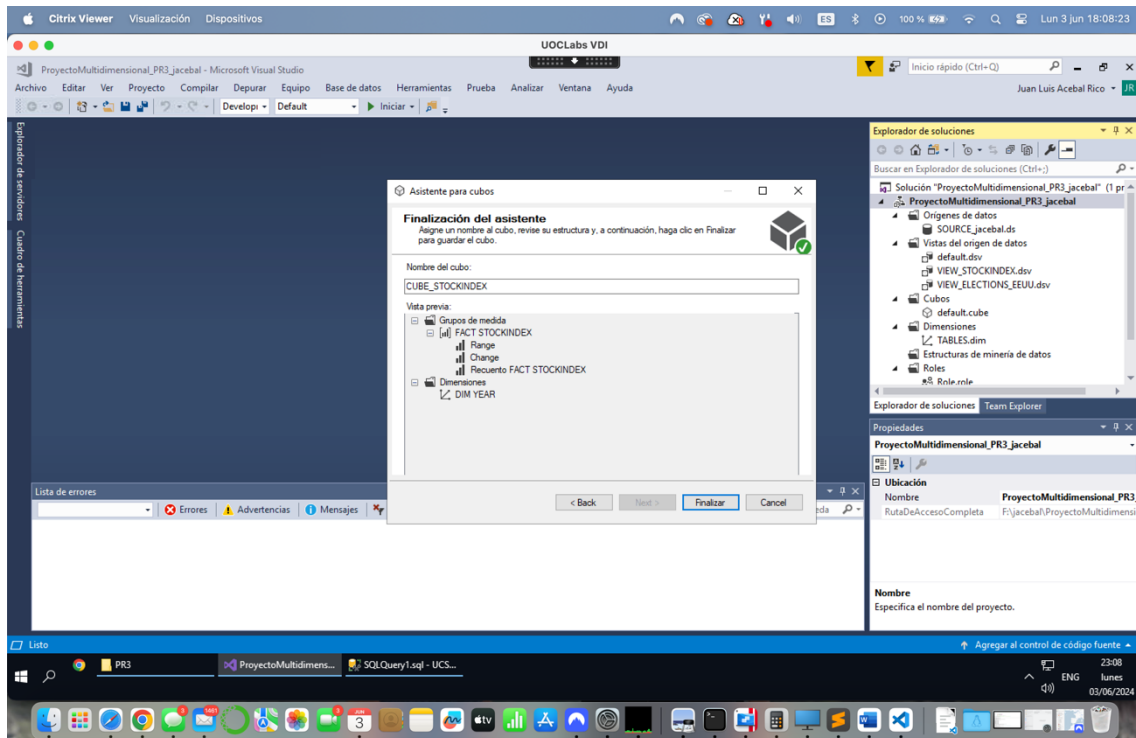 Citrix Viewer Visualización Dispositivos
ES 100 % Lun 3 jun 18:08:23
UOCLabs VDI
ProyectoMultidimensional_PR3_jacebal - Microsoft Visual Studio
Inicio rápido (Ctrl+Q)
Archivo Editar Ver Proyecto Compilar Depurar Equipo Base de datos Herramientas Prueba Analizar Ventana Ayuda
Juan Luis Acebal Rico JR
Developi Default Iniciar
Explorador de servidores
Cuadro de herramientas
Asistente para cubos
Finalización del asistente
Asigne un nombre al cubo, revise su estructura y, a continuación, haga clic en Finalizar
para guardar el cubo.
Nombre del cubo:
CUBE_STOCKINDEX
Vista previa:
Grupos de medida
FACT STOCKINDEX
Range
Change
Recuento FACT STOCKINDEX
Dimensiones
DIM YEAR
< Back Next > Finalizar Cancel
Explorador de soluciones
Buscar en Explorador de soluciones (Ctrl+;)
Solución "ProyectoMultidimensional_PR3_jacebal" (1 pr
ProyectoMultidimensional_PR3_jacebal
Orígenes de datos
SOURCE_jacebal.ds
Vistas del origen de datos
default.dsv
VIEW_STOCKINDEX.dsv
VIEW_ELECTIONS_EEUU.dsv
Cubos
default.cube
Dimensiones
TABLES.dim
Estructuras de minería de datos
Roles
Role.role
Explorador de soluciones Team Explorer
Propiedades
ProyectoMultidimensional_PR3_jacebal
Ubicación
Nombre ProyectoMultidimensional_PR3_
RutaDeAccesoCompleta F:\jacebal\ProyectoMultidimensi
Nombre
Especifica el nombre del proyecto.
Lista de errores
Errores Advertencias Mensajes
eda
Listo
Agregar al control de código fuente
PR3 ProyectoMultidimens... SQLQuery1.sql - UCS...
23:08
ENG lunes
03/06/2024
JUN
3
tv